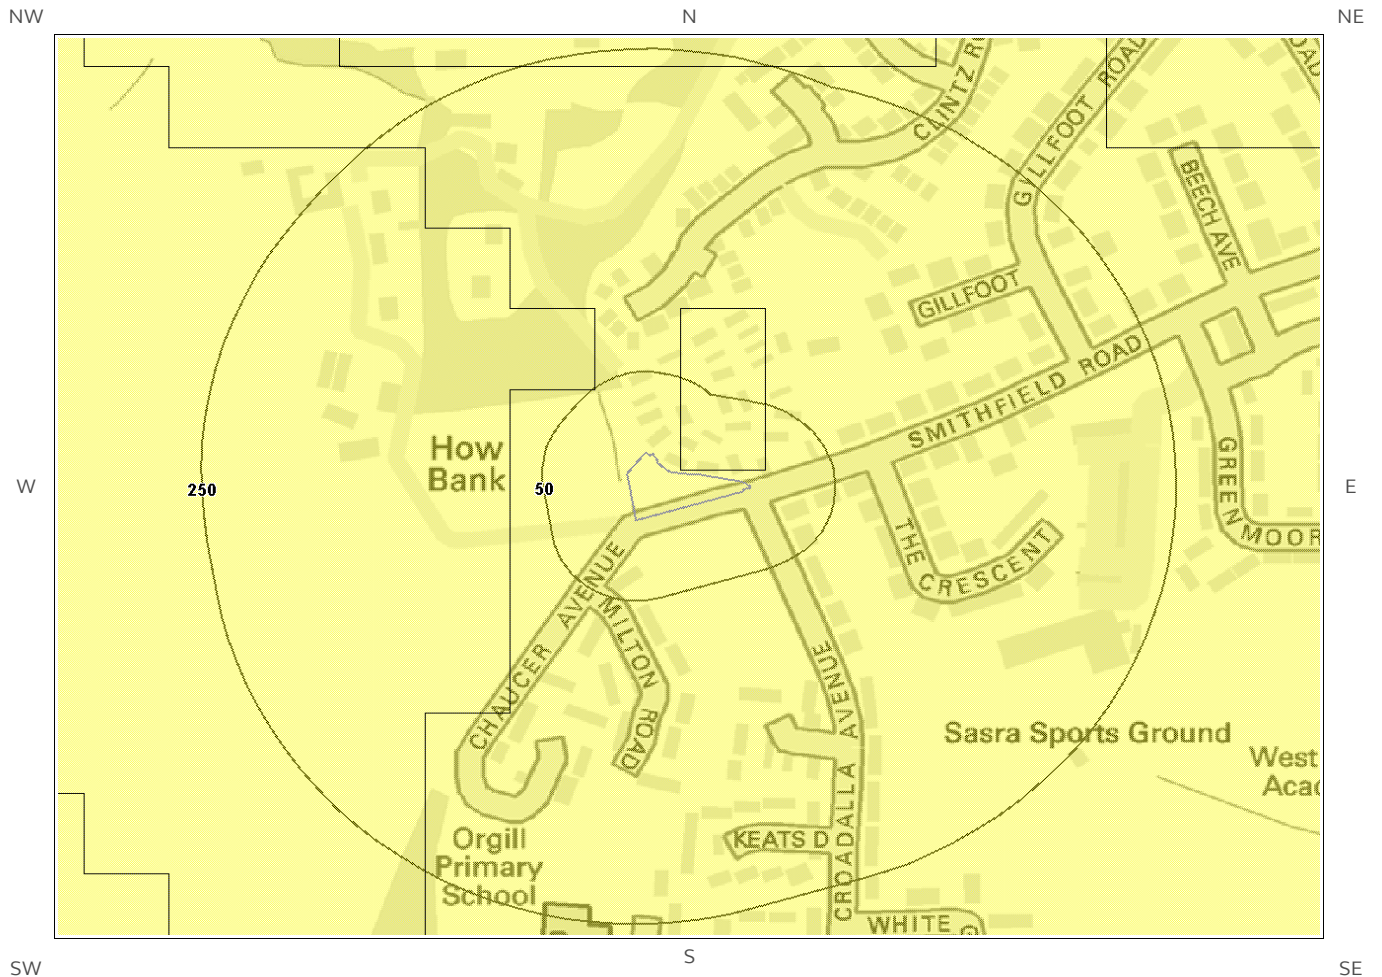 NW
N
NE
CLINTZ R
GILLFOOT ROAD
OAD
BEECH AVE
GILLFOOT
SMITHFIELD ROAD
How
Bank
GREEN
MOOR
W
250
50
E
THE
CRESCENT
CHAUCER AVENUE
MILTON ROAD
CROADALLA AVENUE
Sasra Sports Ground
West
Aca
Orgill
Primary
School
KEATS D
WHITE
SW
S
SE